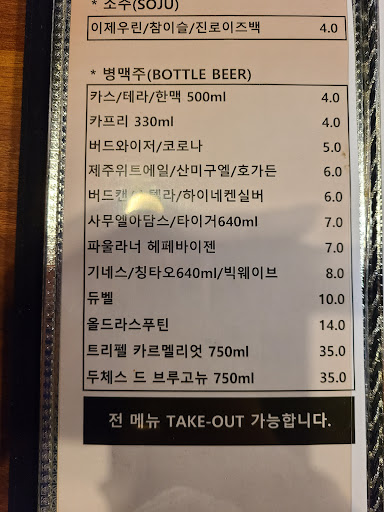 * 소주(SOJU)
이제우린/참이슬/진로이즈백 4.0
* 병맥주(BOTTLE BEER)
카스/테라/한맥 500ml 4.0
카프리 330ml 4.0
버드와이저/코로나 5.0
제주위트에일/산미구엘/호가든 6.0
버드캔 텔라/하이네켄실버 6.0
사무엘아담스/타이거640ml 7.0
파울라너 헤페바이젠 7.0
기네스/칭타오640ml/빅웨이브 8.0
듀벨 10.0
올드라스푸틴 14.0
트리펠 카르멜리엇 750ml 35.0
두체스 드 브루고뉴 750ml 35.0
전 메뉴 TAKE-OUT 가능합니다.